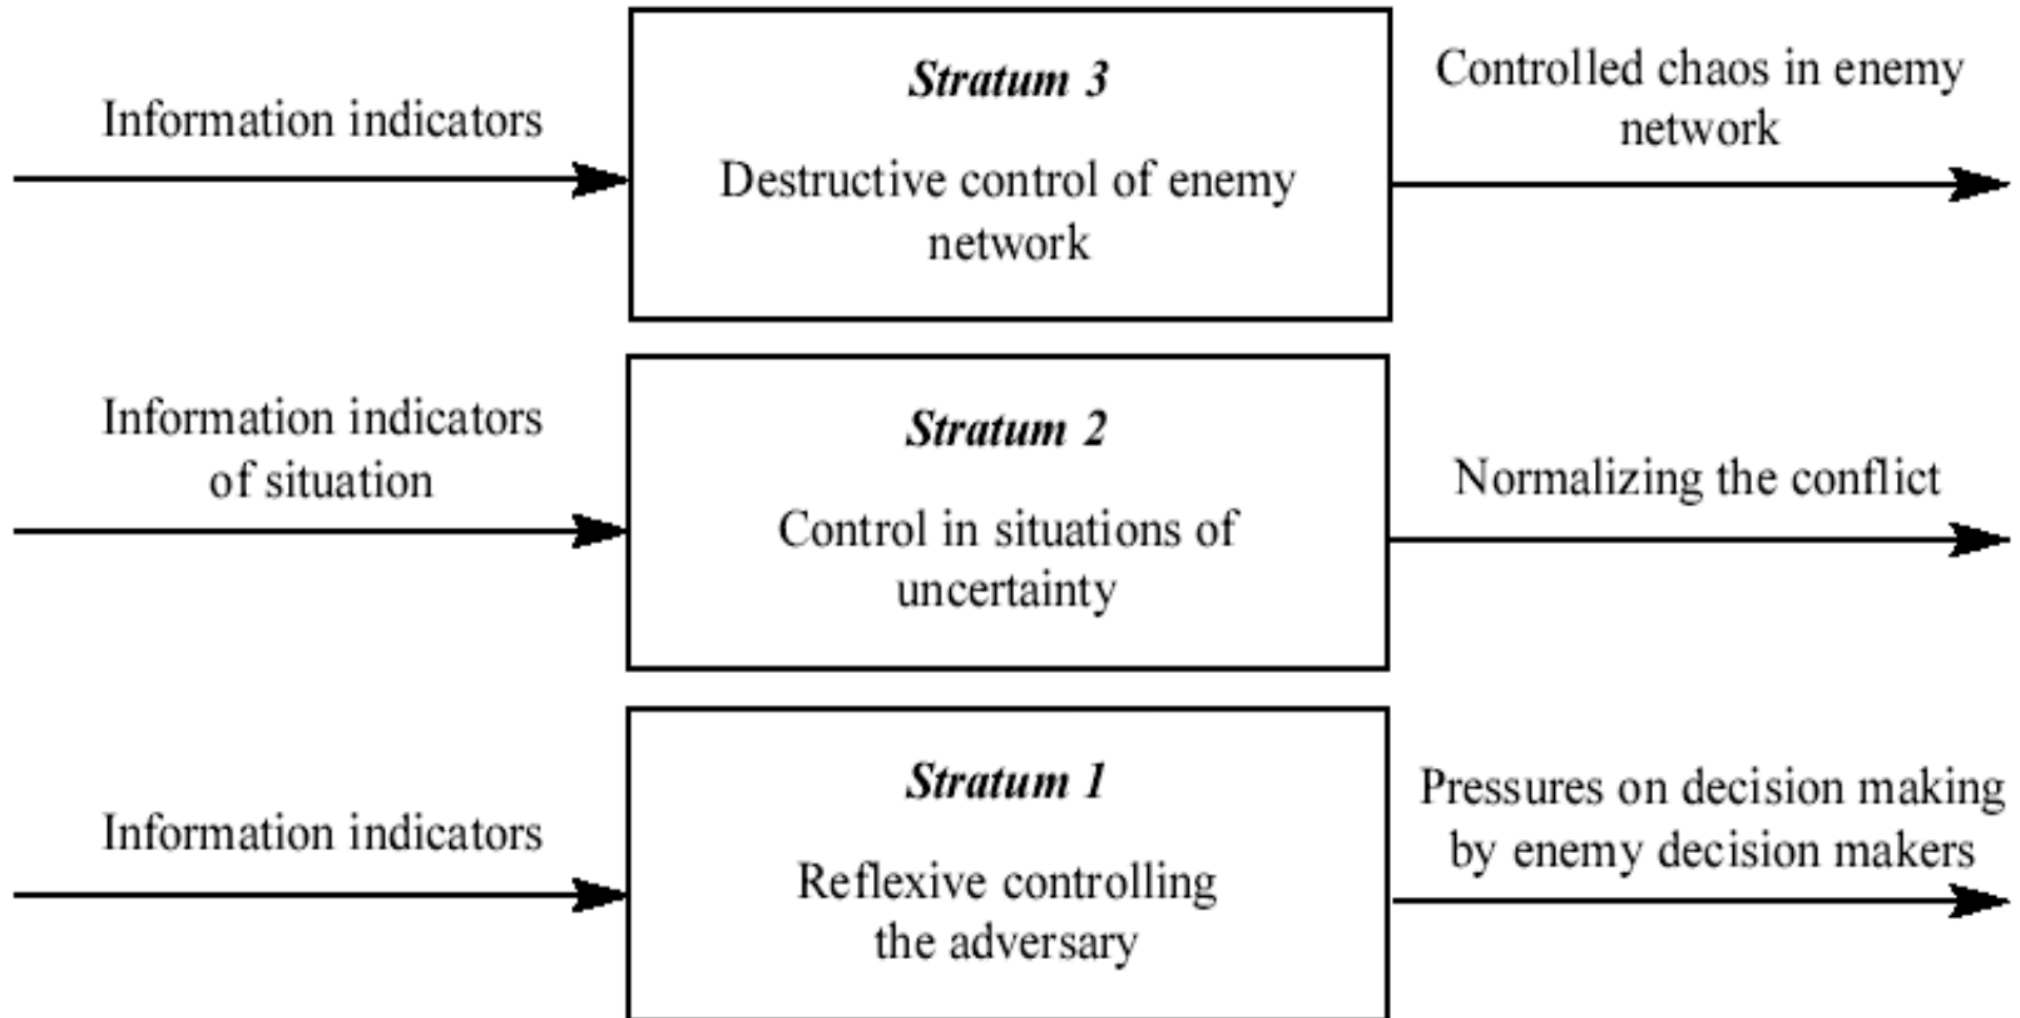 Information indicators
Stratum 3
Destructive control of enemy
network
Controlled chaos in enemy
network
Information indicators
of situation
Stratum 2
Control in situations of
uncertainty
Normalizing the conflict
Information indicators
Stratum 1
Reflexive controlling
the adversary
Pressures on decision making
by enemy decision makers